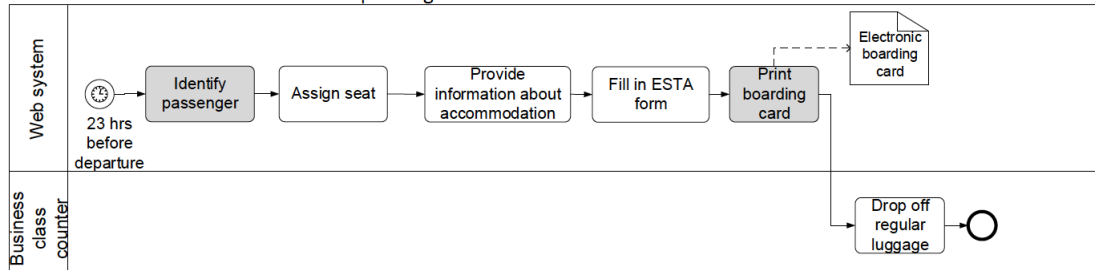 Web system
23 hrs
before
departure
Identify
passenger
Assign seat
Provide
information about
accommodation
Fill in ESTA
form
Print
boarding
card
Electronic
boarding
card
Business
class
counter
Drop off
regular
luggage